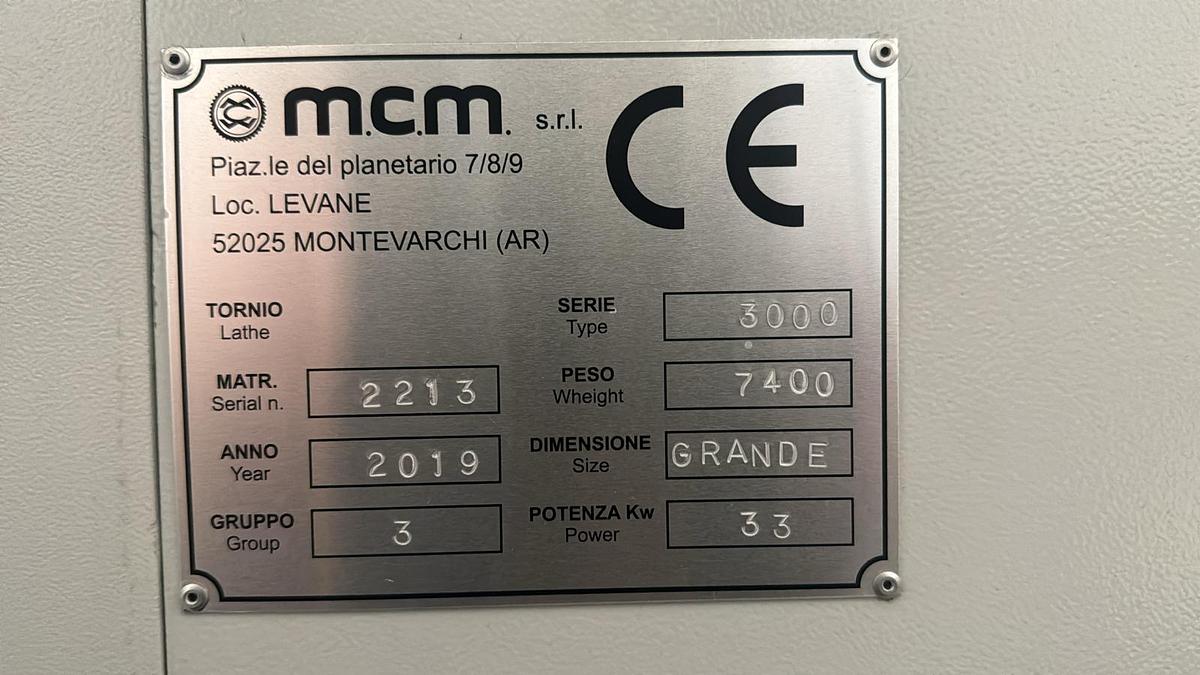 m.c.m. s.r.l.
CE
Piaz.le del planetario 7/8/9
Loc. LEVANE
52025 MONTEVARCHI (AR)
TORNIO
Lathe
SERIE
Type
3000
MATR.
Serial n.
2213
PESO
Wheight
7400
ANNO
Year
2019
DIMENSIONE
Size
GRANDE
GRUPPO
Group
3
POTENZA Kw
Power
33